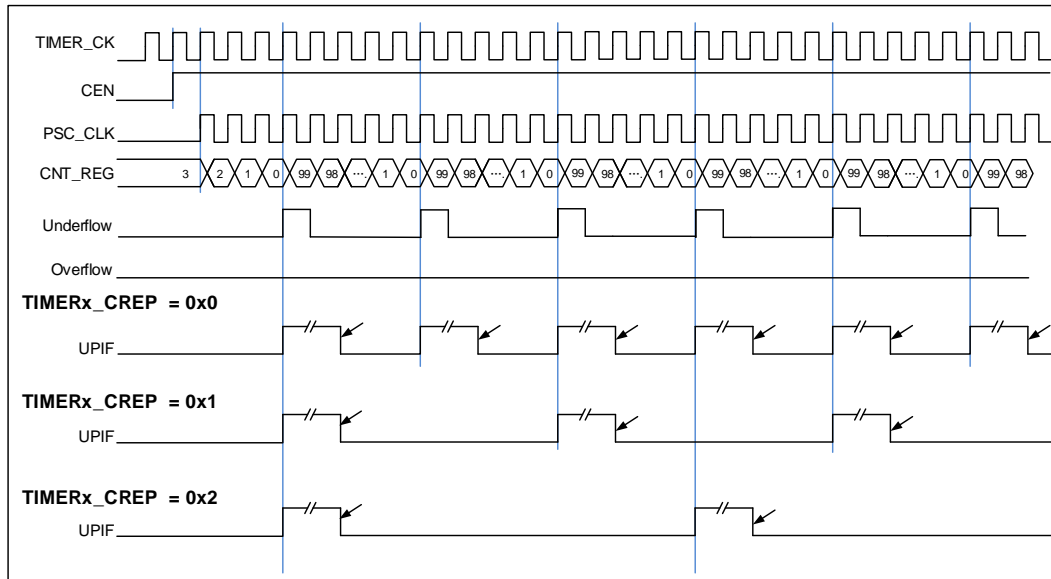 TIMER_CK
CEN
PSC_CLK
CNT_REG 3 2 1 0 99 98 .... 1 0 99 98 .... 1 0 99 98 .... 1 0 99 98 .... 1 0 99 98 .... 1 0 99 98
Underflow
Overflow
TIMERx_CREP = 0x0
UPIF
TIMERx_CREP = 0x1
UPIF
TIMERx_CREP = 0x2
UPIF